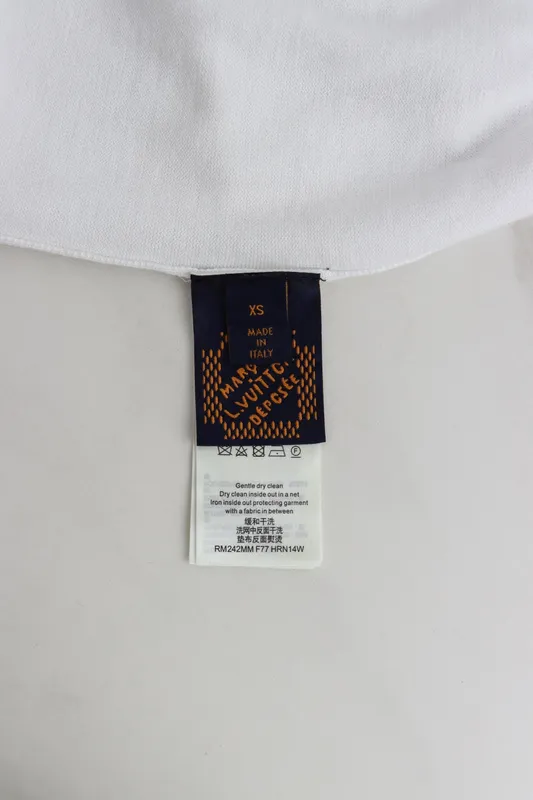 XS
MADE
IN
ITALY
MARQ
L.VUITTO
DÉPOSÉE
Gentle dry clean
Dry clean inside out in a net
Iron inside out protecting garment
with a fabric in between
缓和干洗
洗网中反面干洗
垫布反面熨烫
RM242MM F77 HRN14W